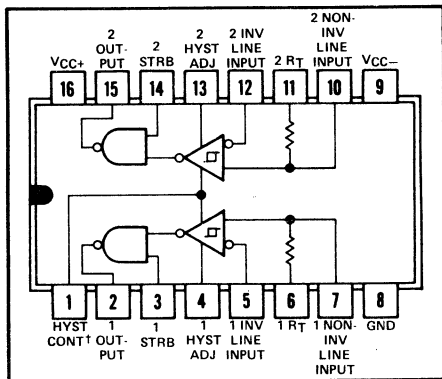 VCC+
2
OUT-
PUT
2
STRB
2
HYST
ADJ
2 INV
LINE
INPUT
2 RT
2 NON-
INV
LINE
INPUT
VCC−
16
15
14
13
12
11
10
9
1
2
3
4
5
6
7
8
HYST
CONT†
1
OUT-
PUT
1
STRB
1
HYST
ADJ
1 INV
LINE
INPUT
1 RT
1 NON-
INV
LINE
INPUT
GND